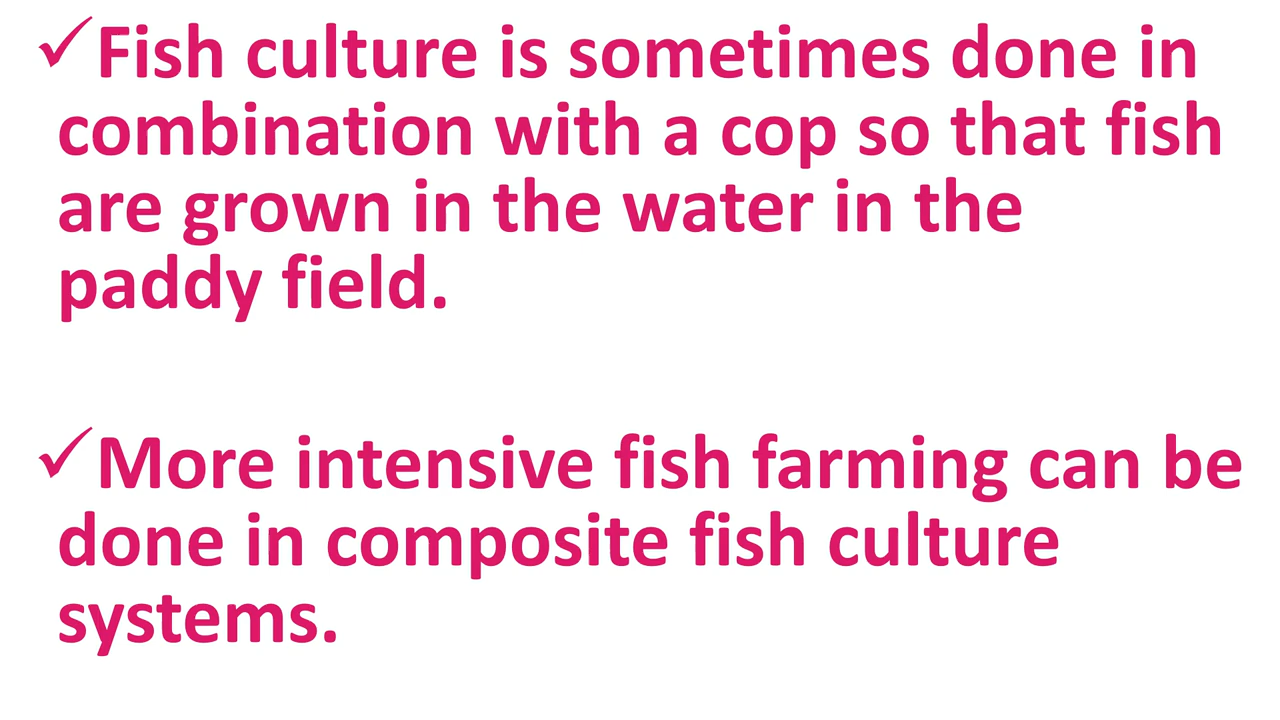 ✓Fish culture is sometimes done in
combination with a cop so that fish
are grown in the water in the
paddy field.
✓More intensive fish farming can be
done in composite fish culture
systems.